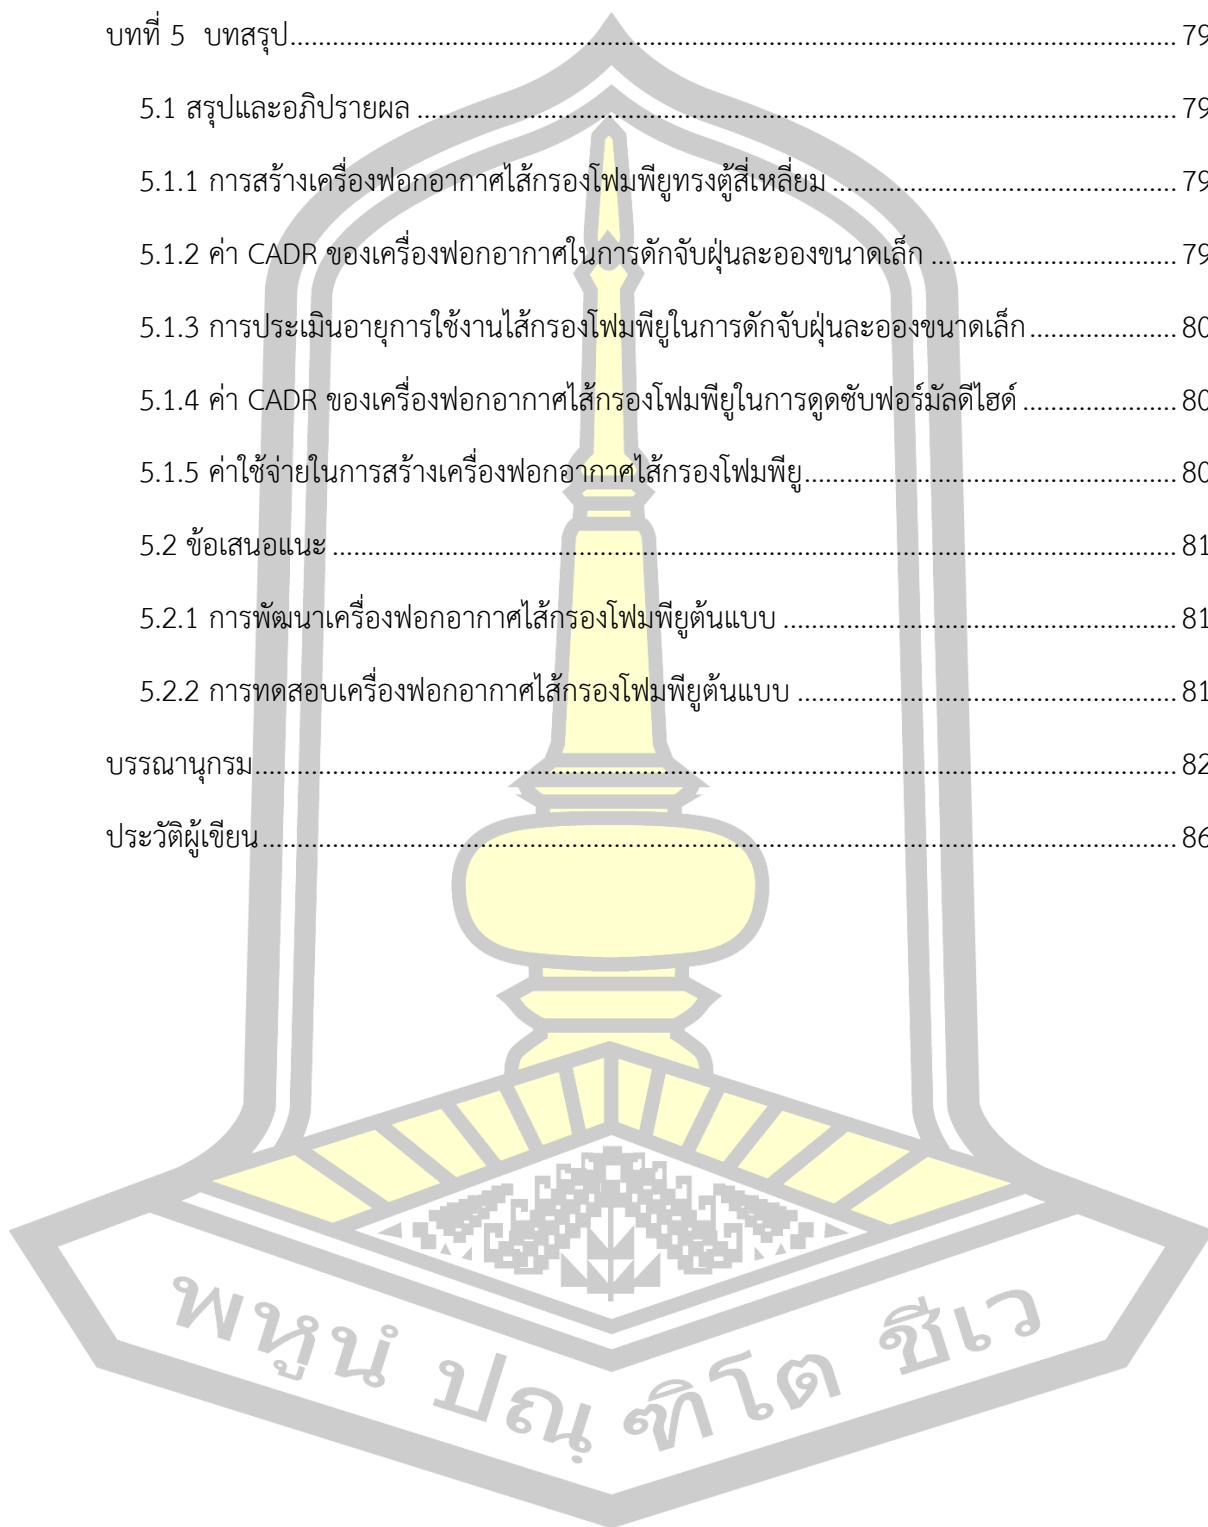 บทที่ 5 บทสรุป 79
5.1 สรุปและอภิปรายผล 79
5.1.1 การสร้างเครื่องฟอกอากาศไส้กรองโฟมพียูทรงตู้สี่เหลี่ยม 79
5.1.2 ค่า CADR ของเครื่องฟอกอากาศในการดักจับฝุ่นละอองขนาดเล็ก 79
5.1.3 การประเมินอายุการใช้งานไส้กรองโฟมพียูในการดักจับฝุ่นละอองขนาดเล็ก 80
5.1.4 ค่า CADR ของเครื่องฟอกอากาศไส้กรองโฟมพียูในการดูดซับฟอร์มัลดีไฮด์ 80
5.1.5 ค่าใช้จ่ายในการสร้างเครื่องฟอกอากาศไส้กรองโฟมพียู 80
5.2 ข้อเสนอแนะ 81
5.2.1 การพัฒนาเครื่องฟอกอากาศไส้กรองโฟมพียูต้นแบบ 81
5.2.2 การทดสอบเครื่องฟอกอากาศไส้กรองโฟมพียูต้นแบบ 81
บรรณานุกรม 82
ประวัติผู้เขียน 86
พหูนํ ปณฺฑิโต ชีเว